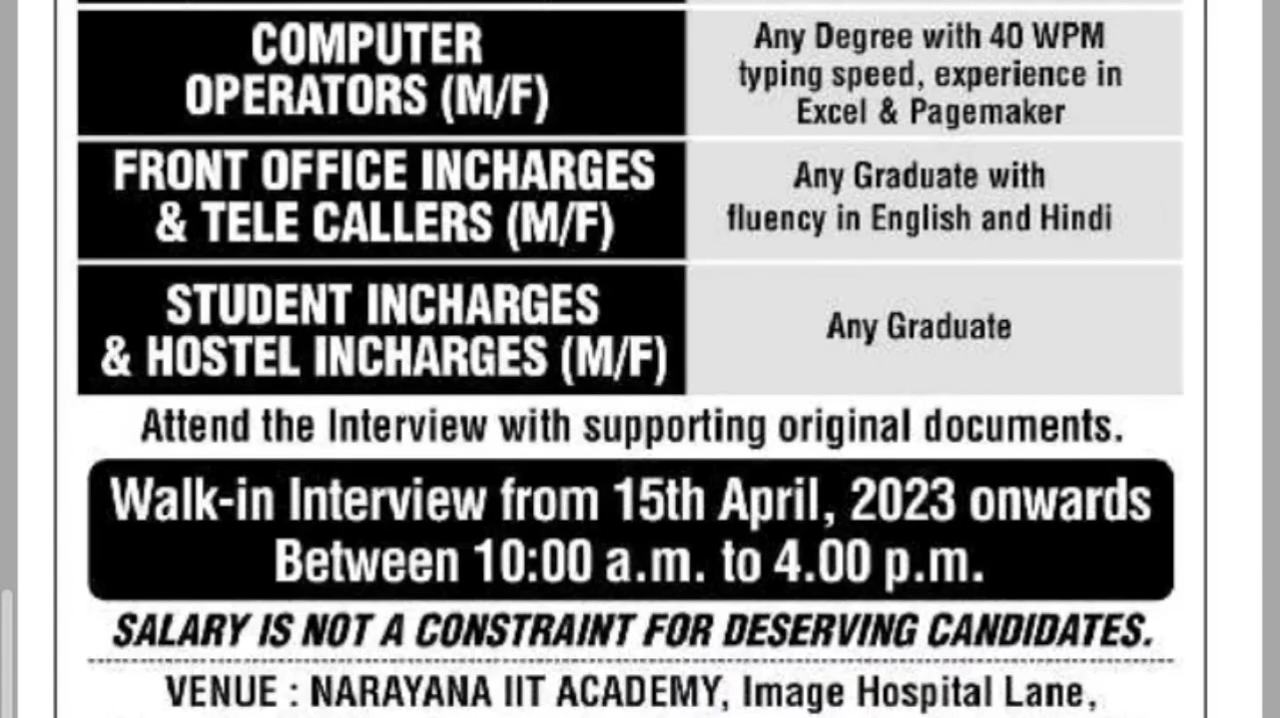 COMPUTER
OPERATORS (M/F)
Any Degree with 40 WPM
typing speed, experience in
Excel & Pagemaker
FRONT OFFICE INCHARGES
& TELE CALLERS (M/F)
Any Graduate with
fluency in English and Hindi
STUDENT INCHARGES
& HOSTEL INCHARGES (M/F)
Any Graduate
Attend the Interview with supporting original documents.
Walk-in Interview from 15th April, 2023 onwards
Between 10:00 a.m. to 4.00 p.m.
SALARY IS NOT A CONSTRAINT FOR DESERVING CANDIDATES.
VENUE : NARAYANA IIT ACADEMY, Image Hospital Lane,